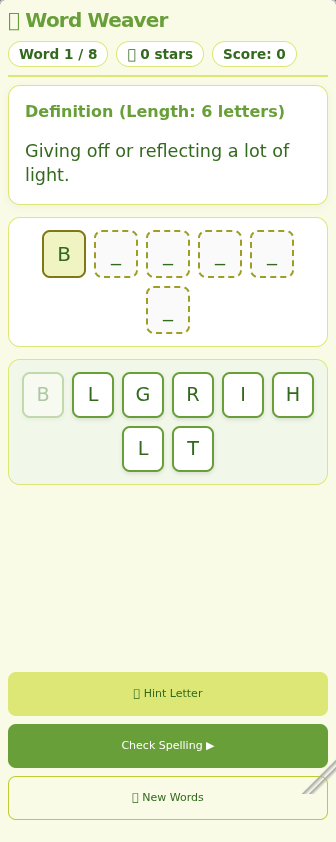 Word Weaver
Word 1 / 8 0 stars Score: 0
Definition (Length: 6 letters)
Giving off or reflecting a lot of
light.
B _ _ _ _
_
B L G R I H
L T
Hint Letter
Check Spelling ▶
New Words